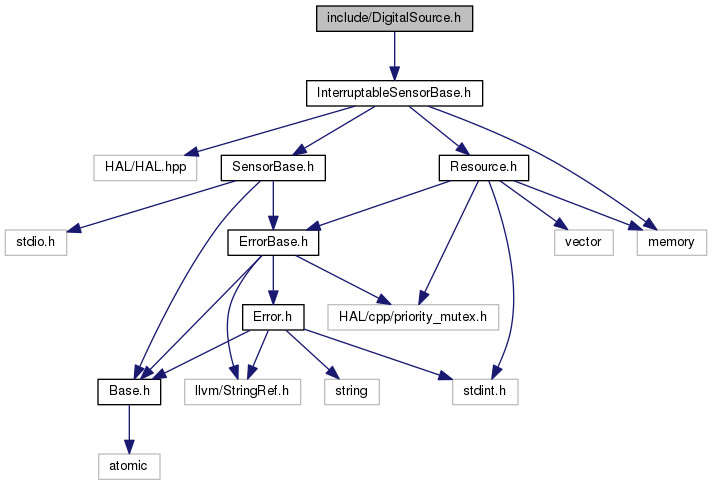 include/DigitalSource.h
InterruptableSensorBase.h
HAL/HAL.hpp
SensorBase.h
Resource.h
stdio.h
ErrorBase.h
vector
memory
Error.h
HAL/cpp/priority_mutex.h
Base.h
llvm/StringRef.h
string
stdint.h
atomic